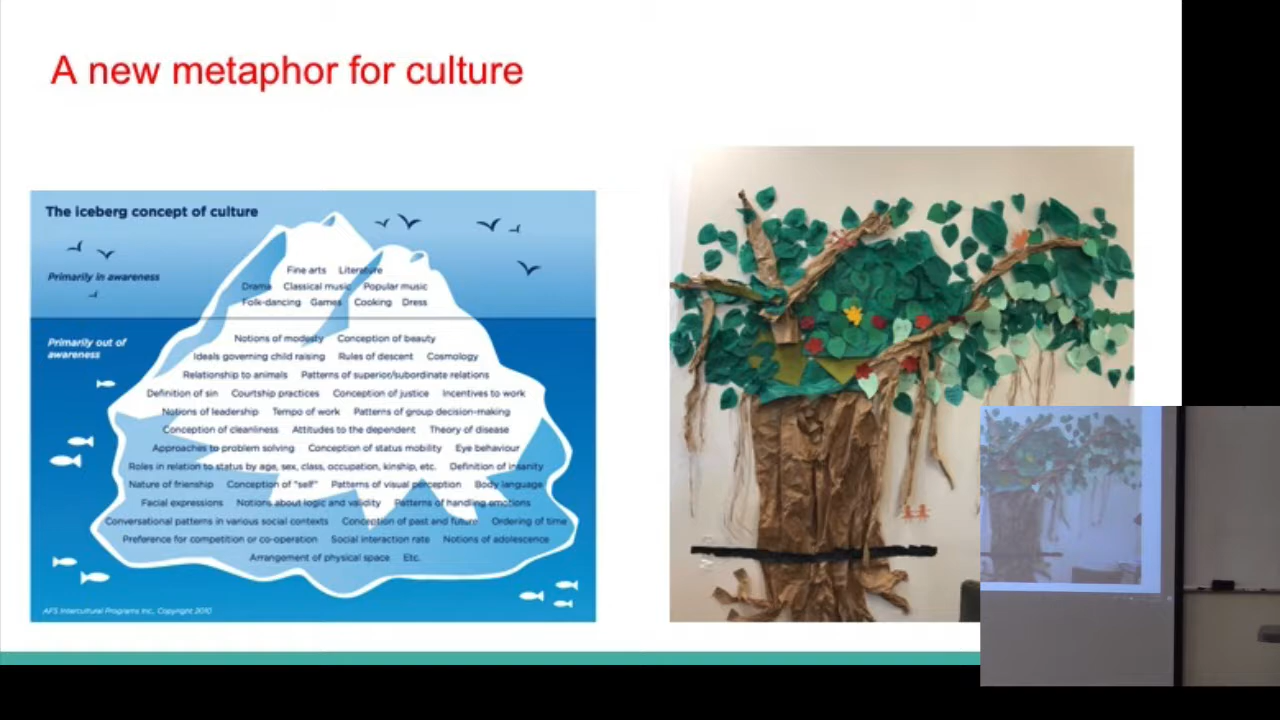 A new metaphor for culture
The iceberg concept of culture
Primarily in awareness
Fine arts Literature
Drama Classical music Popular music
Folk-dancing Games Cooking Dress
Primarily out of
awareness
Notions of modesty Conception of beauty
Ideals governing child raising Rules of descent Cosmology
Relationship to animals Patterns of superior/subordinate relations
Definition of sin Courtship practices Conception of justice Incentives to work
Notions of leadership Tempo of work Patterns of group decision-making
Conception of cleanliness Attitudes to the dependent Theory of disease
Approaches to problem solving Conception of status mobility Eye behaviour
Roles in relation to status by age, sex, class, occupation, kinship, etc. Definition of insanity
Nature of frienship Conception of "self" Patterns of visual perception Body language
Facial expressions Notions about logic and validity Patterns of handling emotions
Conversational patterns in various social contexts Conception of past and future Ordering of time
Preference for competition or co-operation Social interaction rate Notions of adolescence
Arrangement of physical space Etc.
AFS Intercultural Programs Inc., Copyright 2010